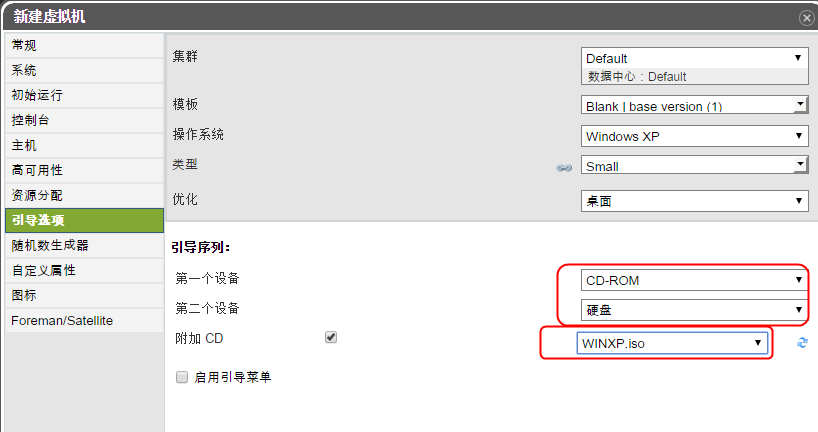 新建虚拟机
常规
系统
初始运行
控制台
主机
高可用性
资源分配
引导选项
随机数生成器
自定义属性
图标
Foreman/Satellite
集群 Default
数据中心：Default
模板 Blank | base version (1)
操作系统 Windows XP
类型 Small
优化 桌面
引导序列：
第一个设备 CD-ROM
第二个设备 硬盘
附加 CD WINXP.iso
启用引导菜单